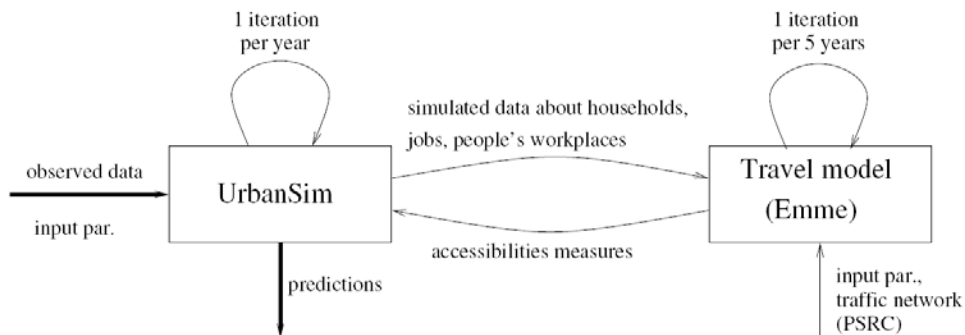 1 iteration
per year
1 iteration
per 5 years
simulated data about households,
jobs, people's workplaces
observed data
input par.
UrbanSim
Travel model
(Emme)
accessibilities measures
predictions
input par.,
traffic network
(PSRC)